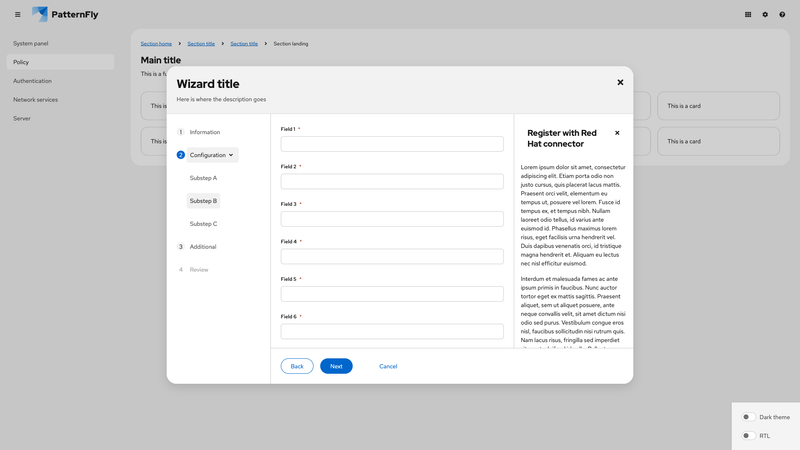 PatternFly
System panel
Policy
Authentication
Network services
Server
Section home
Section title
Section title
Section landing
Main title
This is a fu
This is
This is
This is a card
This is a card
Wizard title
Here is where the description goes
1 Information
2 Configuration
Substep A
Substep B
Substep C
3 Additional
4 Review
Field 1 *
Field 2 *
Field 3 *
Field 4 *
Field 5 *
Field 6 *
Back
Next
Cancel
Register with Red
Hat connector
Lorem ipsum dolor sit amet, consectetur
adipiscing elit. Etiam porta odio non
justo cursus, quis placerat lacus mattis.
Praesent orci velit, elementum eu
tempus ut, posuere vel lorem. Fusce id
tempus ex, et tempus nibh. Nullam
laoreet odio tellus, id varius ante
euismod id. Phasellus maximus lorem
risus, eget facilisis urna hendrerit vel.
Duis dapibus venenatis orci, id tristique
magna hendrerit et. Aliquam eu lectus
nec nisl efficitur euismod.
Interdum et malesuada fames ac ante
ipsum primis in faucibus. Nunc auctor
tortor eget ex mattis sagittis. Praesent
aliquet, sem ut aliquet posuere, ante
neque convallis velit, sit amet dictum nisi
odio sed purus. Vestibulum congue eros
nisl, faucibus sollicitudin nisi rutrum quis.
Nam lacus risus, fringilla sed imperdiet
Dark theme
RTL